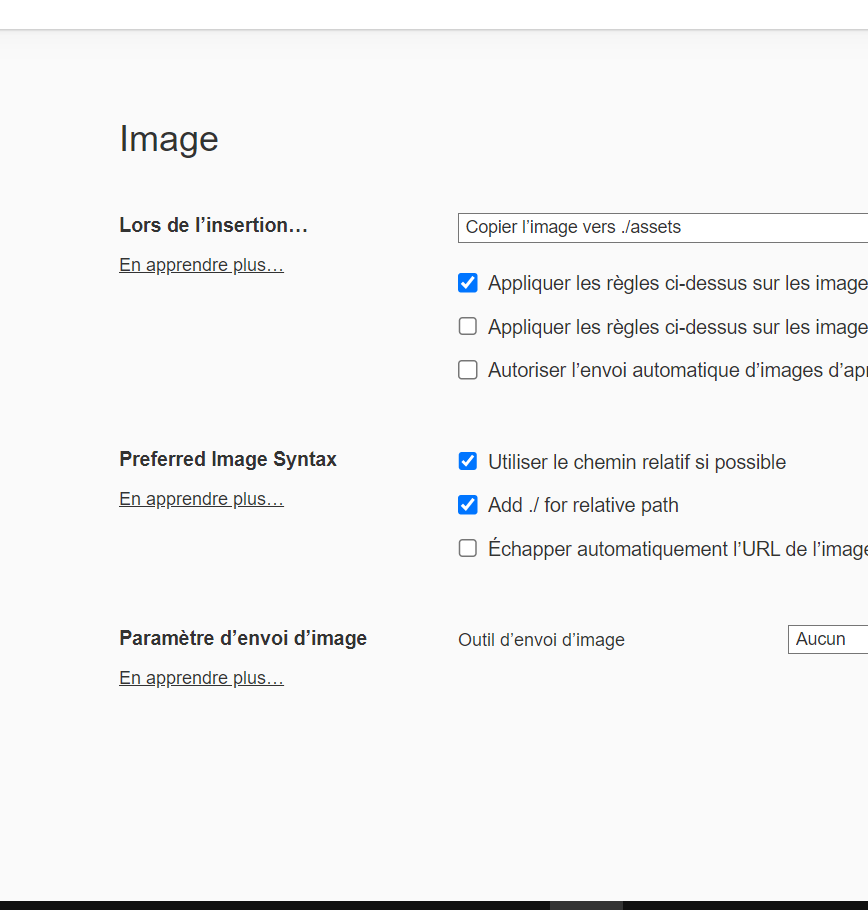 Image
Lors de l’insertion…
Copier l’image vers ./assets
En apprendre plus…
Appliquer les règles ci-dessus sur les image
Appliquer les règles ci-dessus sur les image
Autoriser l’envoi automatique d’images d’ap
Preferred Image Syntax
Utiliser le chemin relatif si possible
En apprendre plus…
Add ./ for relative path
Échapper automatiquement l’URL de l’image
Paramètre d’envoi d’image
Outil d’envoi d’image
Aucun
En apprendre plus…